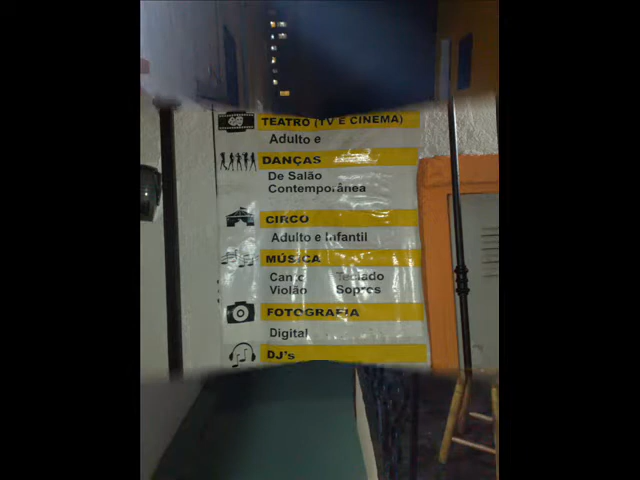 TEATRO (TV E CINEMA)
Adulto e
DANÇAS
De Salão
Contemporânea
CIRCO
Adulto e Infantil
MÚSICA
Canto Teclado
Violão Sopros
FOTOGRAFIA
Digital
DJ's